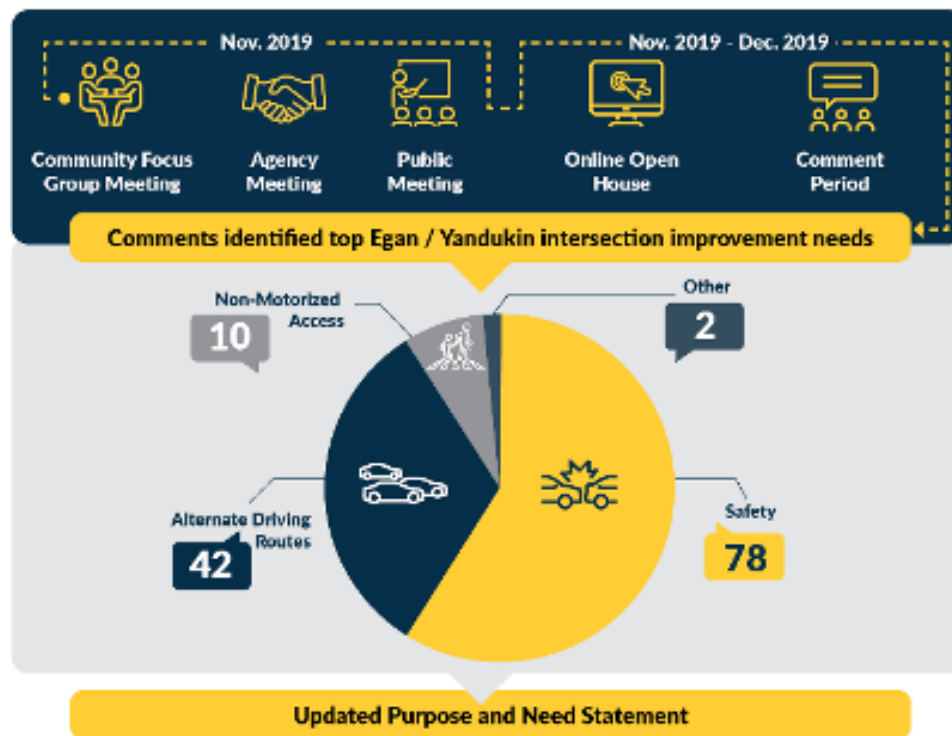 Nov. 2019
Nov. 2019 - Dec. 2019
Community Focus
Group Meeting
Agency
Meeting
Public
Meeting
Online Open
House
Comment
Period
Comments identified top Egan / Yandukin intersection improvement needs
Non-Motorized
Access
10
Other
2
Alternate Driving
Routes
42
Safety
78
Updated Purpose and Need Statement